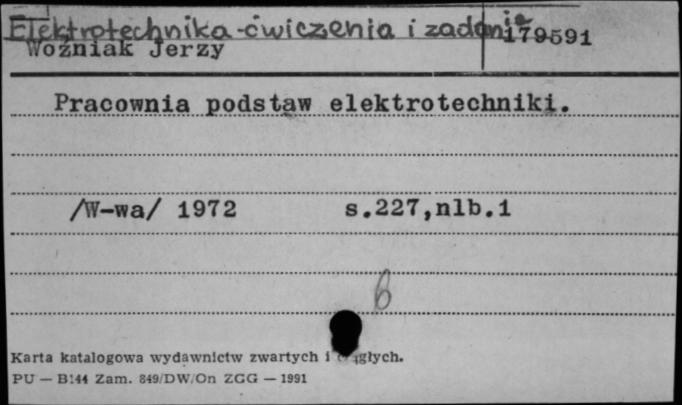 Elektrotechnika-ćwiczenia i zadania
Woźniak Jerzy 179591
Pracownia podstaw elektrotechniki.
/W-wa/ 1972 s.227,nlb.1
6
Karta katalogowa wydawnictw zwartych i ciągłych.
PU — B144 Zam. 849/DW/On ZGG — 1991